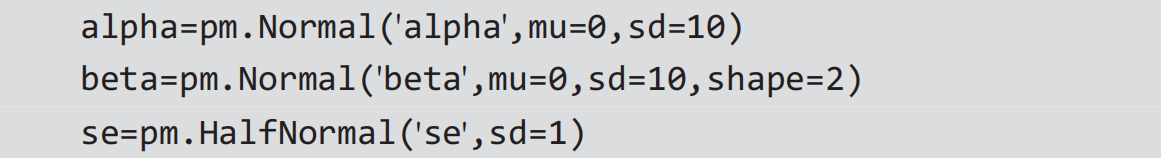 alpha=pm.Normal('alpha',mu=0,sd=10)
beta=pm.Normal('beta',mu=0,sd=10,shape=2)
se=pm.HalfNormal('se',sd=1)